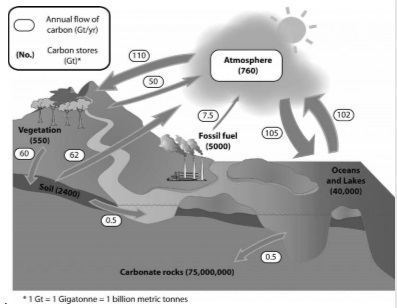 Annual flow of
carbon (Gt/yr)
(No.) Carbon stores
(Gt)*
110
50
Atmosphere
(760)
7.5
Fossil fuel
(5000)
105
102
Vegetation
(550)
60
62
Soil (2400)
0.5
Oceans
and Lakes
(40,000)
0.5
Carbonate rocks (75,000,000)
* 1 Gt = 1 Gigatonne = 1 billion metric tonnes